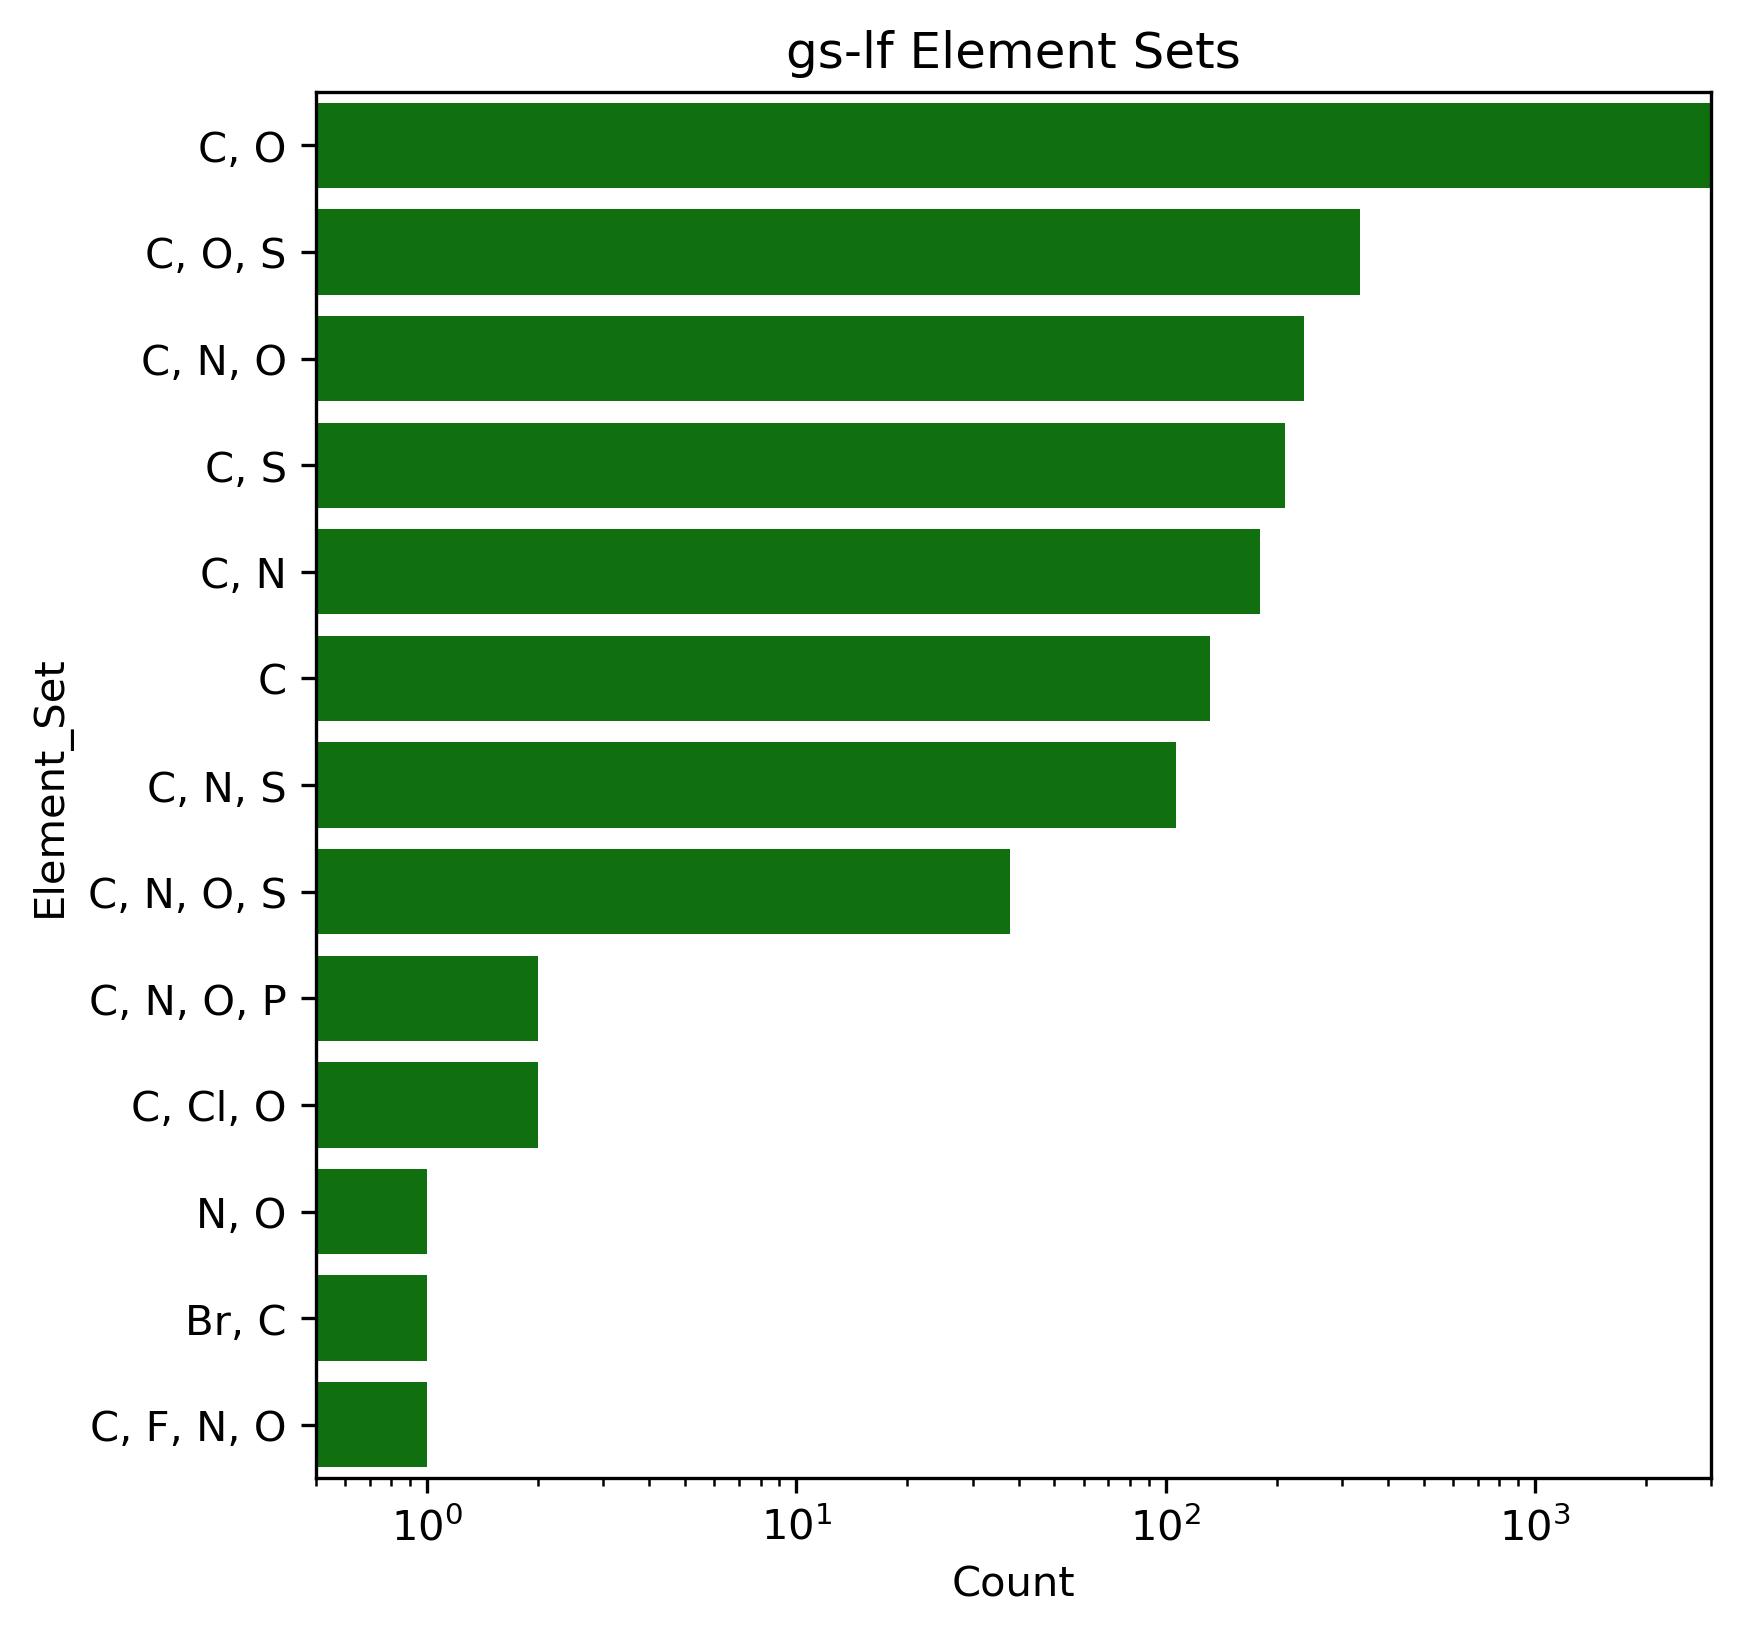 gs-lf Element Sets
C, O
C, O, S
C, N, O
C, S
C, N
C
C, N, S
C, N, O, S
C, N, O, P
C, Cl, O
N, O
Br, C
C, F, N, O
Element_Set
10⁰ 10¹ 10² 10³
Count